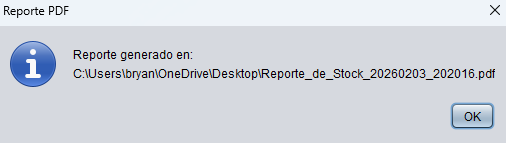 Reporte PDF
Reporte generado en:
C:\Users\bryan\OneDrive\Desktop\Reporte_de_Stock_20260203_202016.pdf
OK